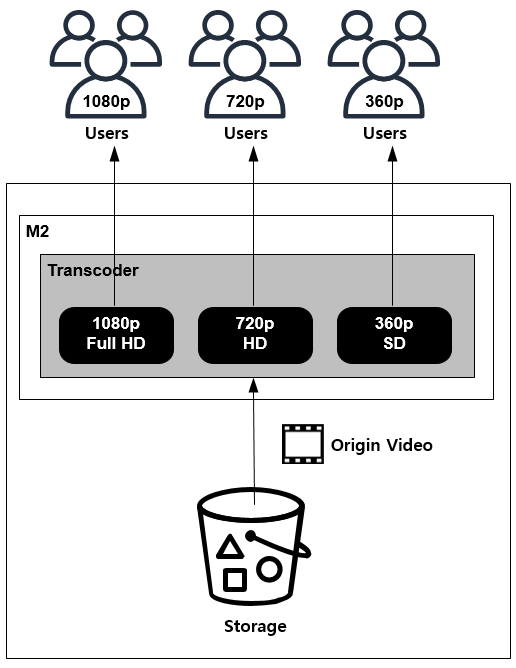 1080p
720p
360p
Users
Users
Users
M2
Transcoder
1080p
Full HD
720p
HD
360p
SD
Origin Video
Storage